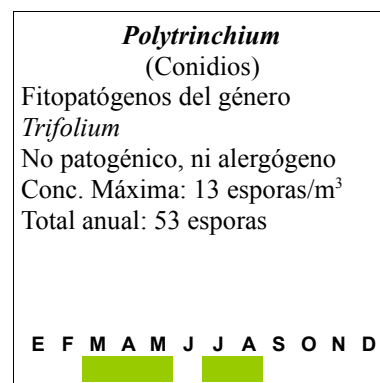 Polytrinchium
(Conidios)
Fitopatógenos del género
Trifolium
No patogénico, ni alergógeno
Conc. Máxima: 13 esporas/m³
Total anual: 53 esporas
E F M A M J J A S O N D